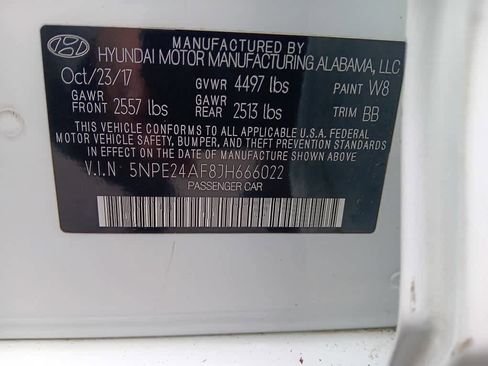 MANUFACTURED BY
HYUNDAI MOTOR MANUFACTURING ALABAMA, LLC
Oct/23/17 GVWR 4497 lbs PAINT W8
GAWR FRONT 2557 lbs GAWR REAR 2513 lbs TRIM BB
THIS VEHICLE CONFORMS TO ALL APPLICABLE U.S.A. FEDERAL
MOTOR VEHICLE SAFETY, BUMPER, AND THEFT PREVENTION STANDARDS
IN EFFECT ON THE DATE OF MANUFACTURE SHOWN ABOVE.
V.I.N 5NPE24AF8JH666022
PASSENGER CAR